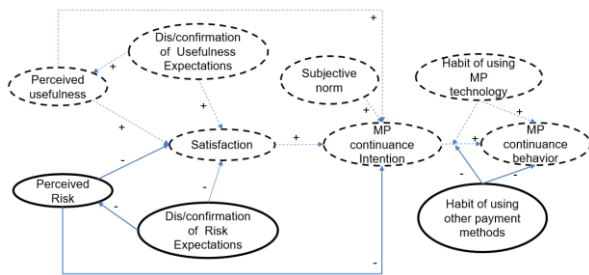 +
Dis/confirmation
of Usefulness
Expectations
+
Perceived
usefulness
Subjective
norm
Habit of using
MP
technology
+
+
+
+
Satisfaction
+
MP
continuance
Intention
+
MP
continuance
behavior
-
-
-
-
Perceived
Risk
-
Dis/confirmation
of Risk
Expectations
Habit of using
other payment
methods
-